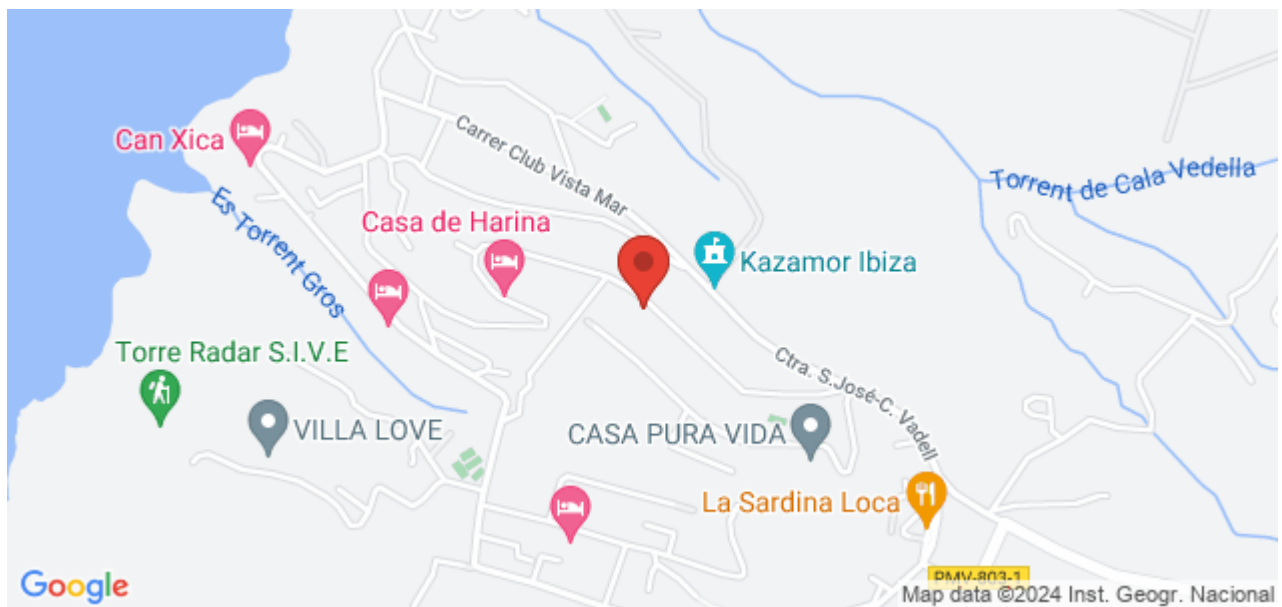 Can Xica
Carrer Club Vista Mar
Torrent de Cala Vedella
Es Torrent Gros
Casa de Harina
Kazamor Ibiza
Torre Radar S.I.V.E
Ctra. S.José-C. Vadell
VILLA LOVE
CASA PURA VIDA
La Sardina Loca
PMV-803-1
Google
Map data ©2024 Inst. Geogr. Nacional